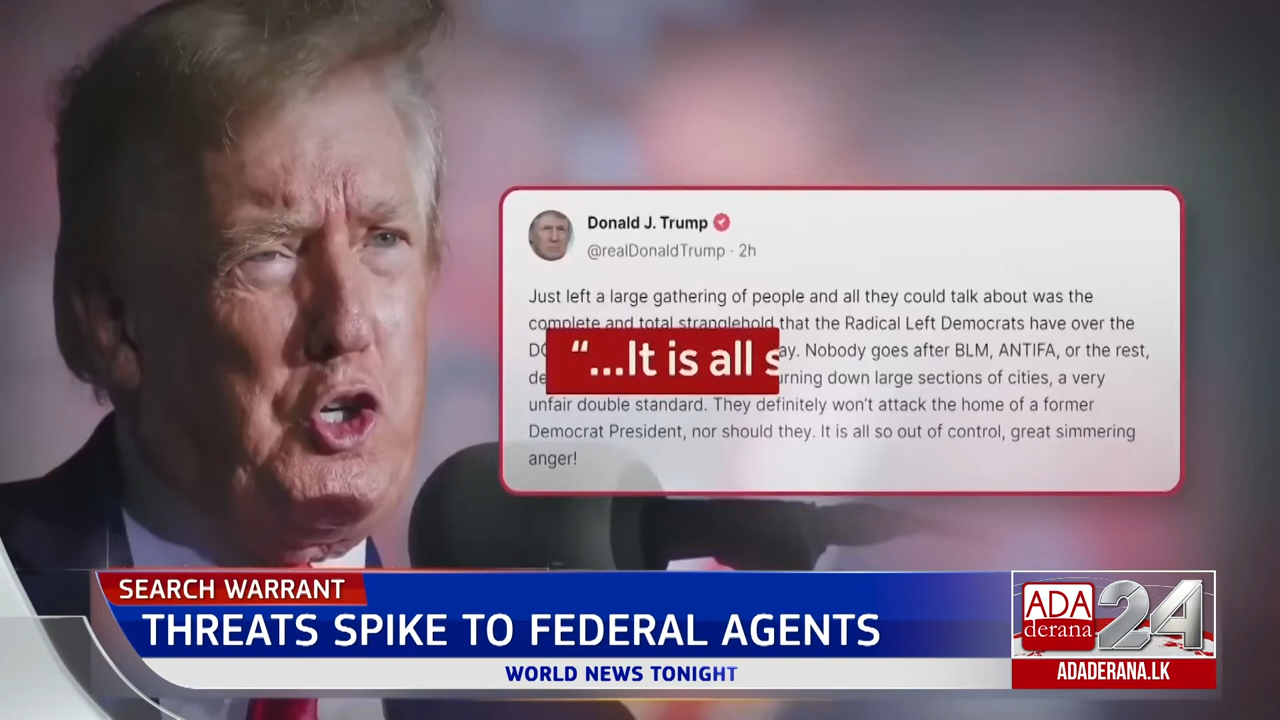 Donald J. Trump
@realDonaldTrump · 2h
Just left a large gathering of people and all they could talk about was the
complete and total stranglehold that the Radical Left Democrats have over the
ay. Nobody goes after BLM, ANTIFA, or the rest,
“...It is all s
de urning down large sections of cities, a very
unfair double standard. They definitely won’t attack the home of a former
Democrat President, nor should they. It is all so out of control, great simmering
anger!
SEARCH WARRANT
THREATS SPIKE TO FEDERAL AGENTS
WORLD NEWS TONIGHT
ADA
derana
24
ADADERANA.LK